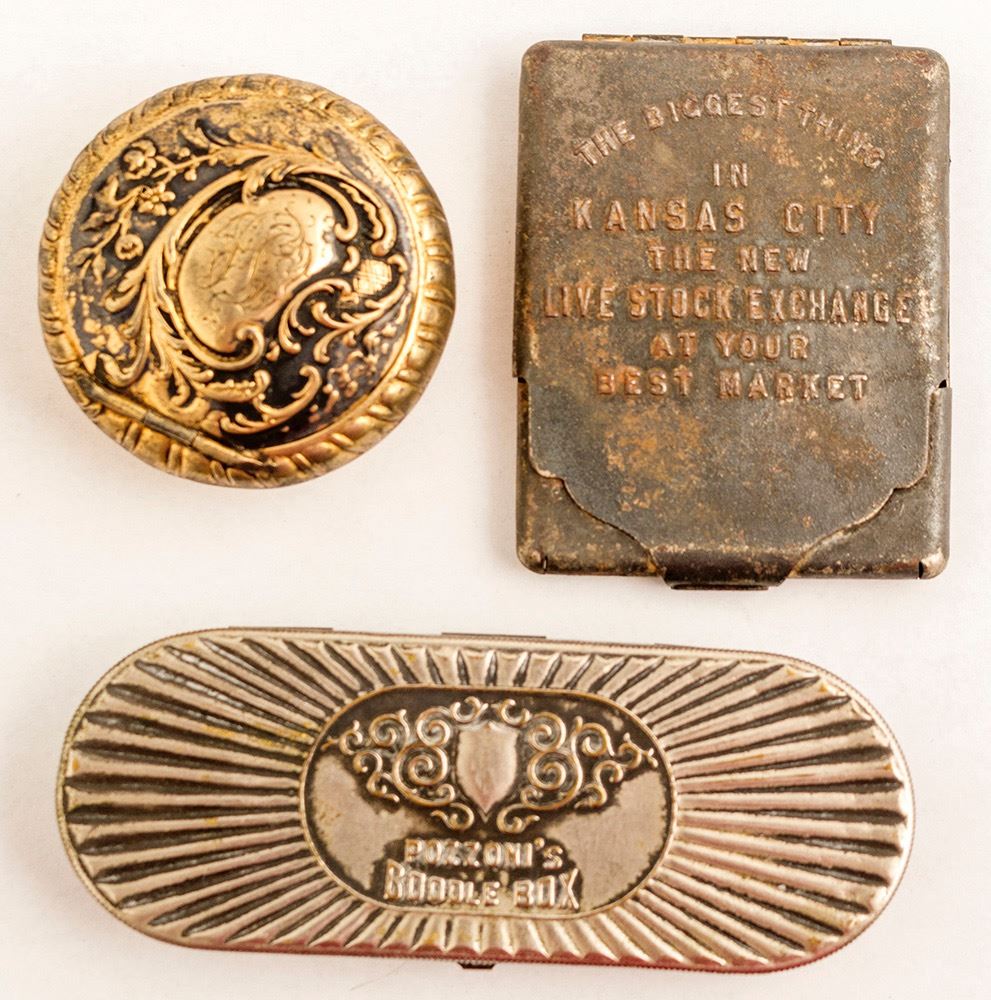 THE BIGGEST THING
IN
KANSAS CITY
THE NEW
LIVE STOCK EXCHANGE
AT YOUR
BEST MARKET
POZZONI'S
BOODLE BOX